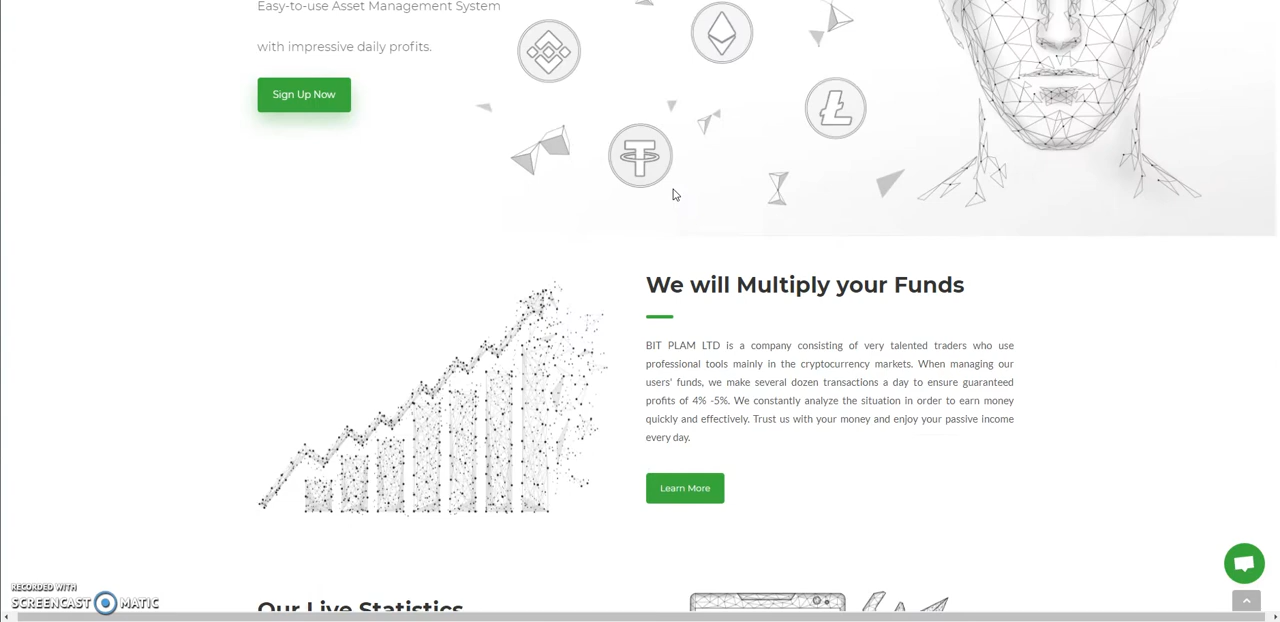 Easy-to-use Asset Management System
with impressive daily profits.
Sign Up Now
We will Multiply your Funds
BIT PLAM LTD is a company consisting of very talented traders who use
professional tools mainly in the cryptocurrency markets. When managing our
users' funds, we make several dozen transactions a day to ensure guaranteed
profits of 4% -5%. We constantly analyze the situation in order to earn money
quickly and effectively. Trust us with your money and enjoy your passive income
every day.
Learn More
RECORDED WITH
SCREENCAST MATIC
Our Live Statistics